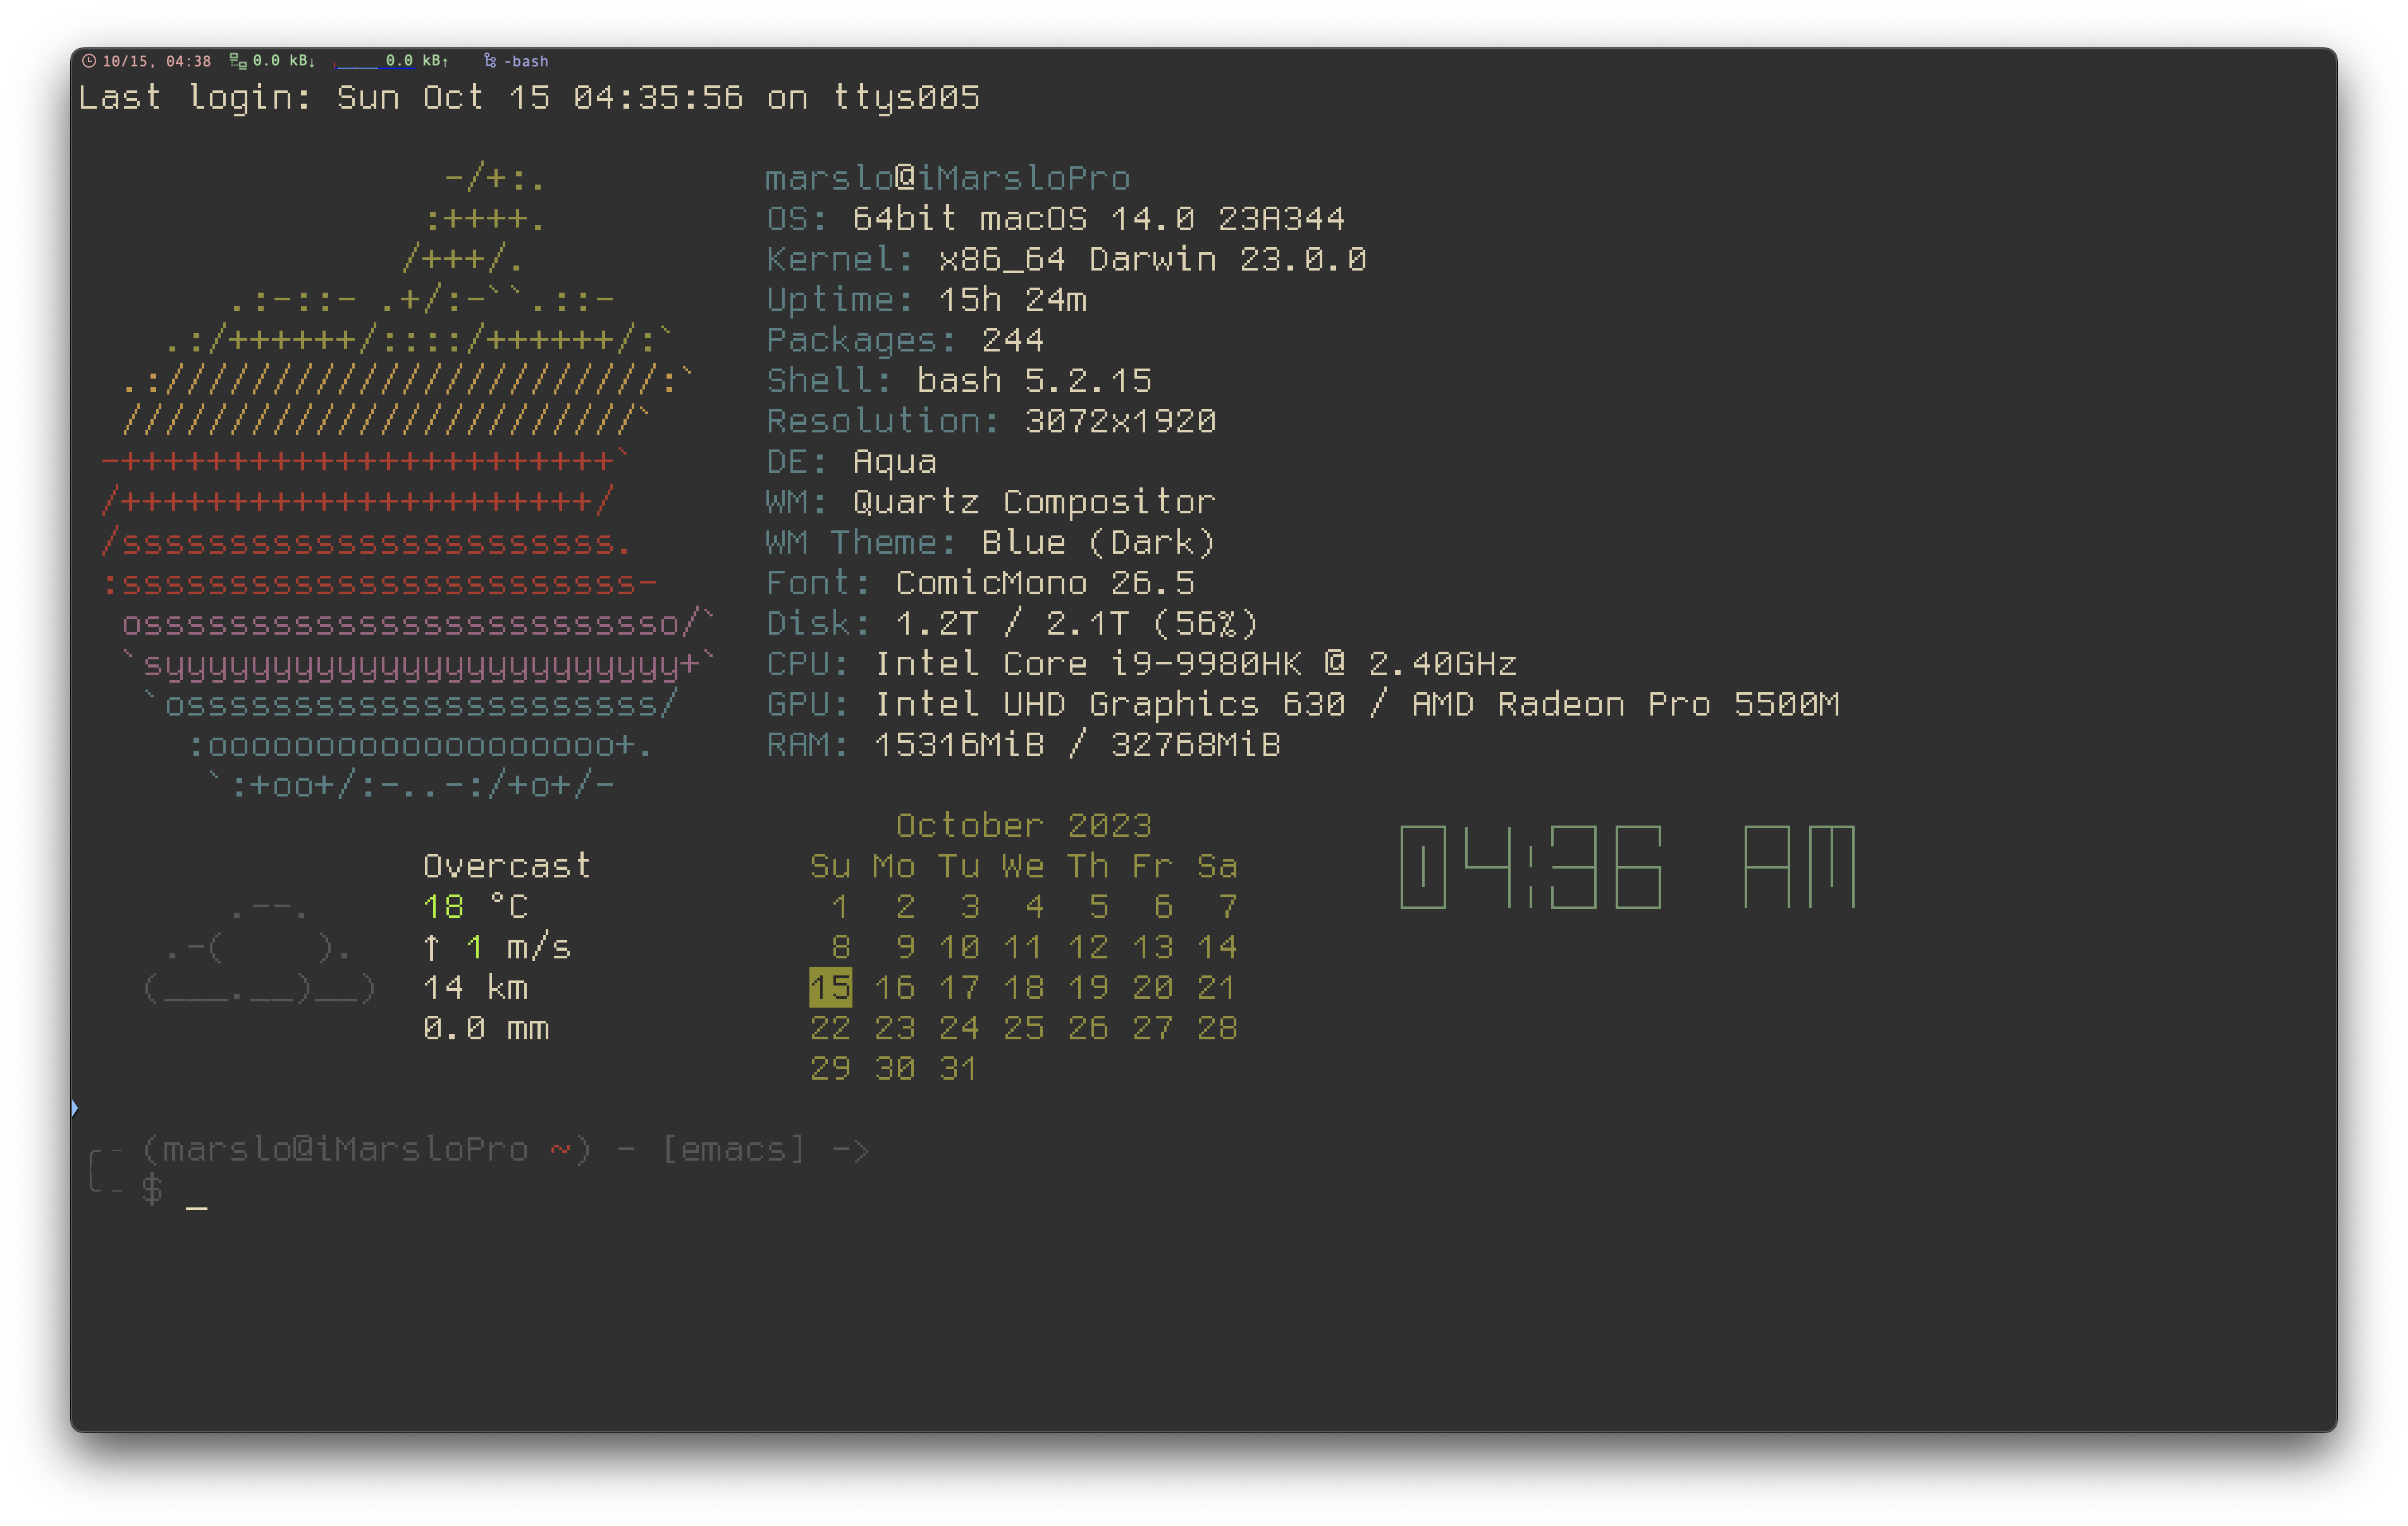 10/15, 04:38 0.0 kB↓ 0.0 kB↑ -bash
Last login: Sun Oct 15 04:35:56 on ttys005
marslo@iMarsloPro
OS: 64bit macOS 14.0 23A344
Kernel: x86_64 Darwin 23.0.0
Uptime: 15h 24m
Packages: 244
Shell: bash 5.2.15
Resolution: 3072x1920
DE: Aqua
WM: Quartz Compositor
WM Theme: Blue (Dark)
Font: ComicMono 26.5
Disk: 1.2T / 2.1T (56%)
CPU: Intel Core i9-9980HK @ 2.40GHz
GPU: Intel UHD Graphics 630 / AMD Radeon Pro 5500M
RAM: 15316MiB / 32768MiB
Overcast
18 °C
↑ 1 m/s
14 km
0.0 mm
October 2023
Su Mo Tu We Th Fr Sa
1 2 3 4 5 6 7
8 9 10 11 12 13 14
15 16 17 18 19 20 21
22 23 24 25 26 27 28
29 30 31
04:36 AM
(marslo@iMarsloPro ~) - [emacs] ->
$ _